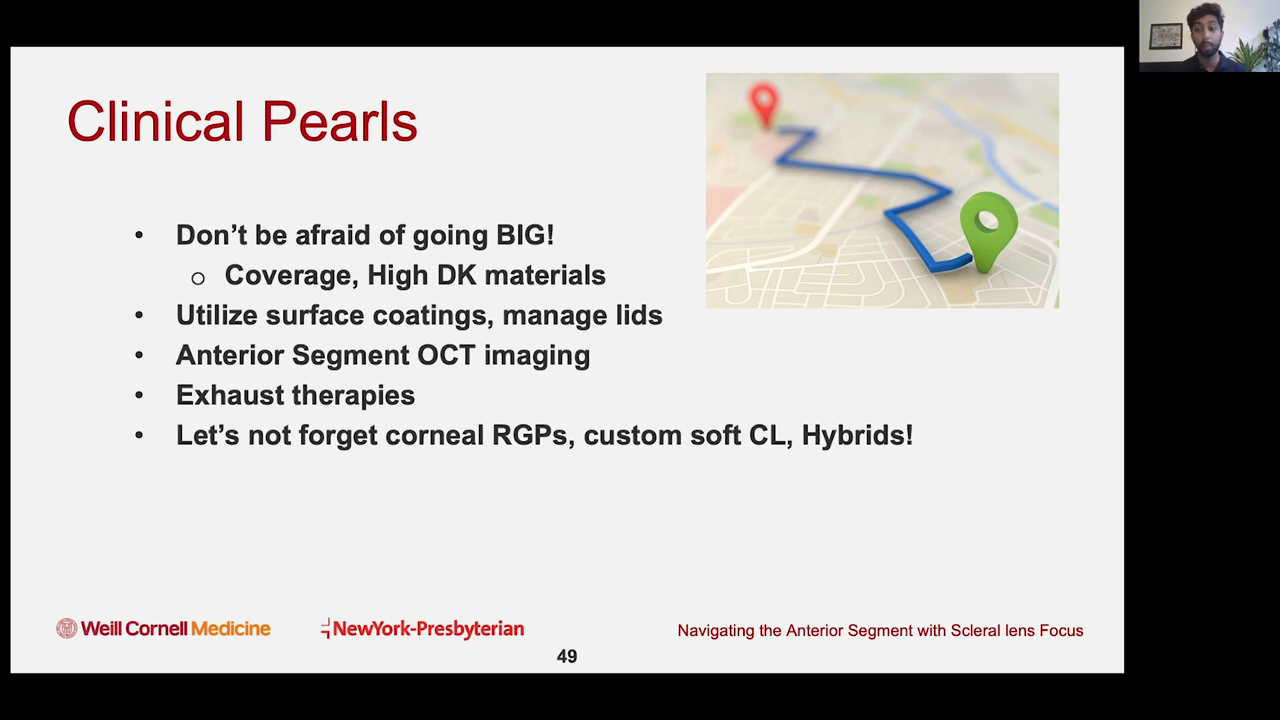 Clinical Pearls
• Don't be afraid of going BIG!
o Coverage, High DK materials
• Utilize surface coatings, manage lids
• Anterior Segment OCT imaging
• Exhaust therapies
• Let's not forget corneal RGPs, custom soft CL, Hybrids!
Weill Cornell Medicine
NewYork-Presbyterian
Navigating the Anterior Segment with Scleral lens Focus
49